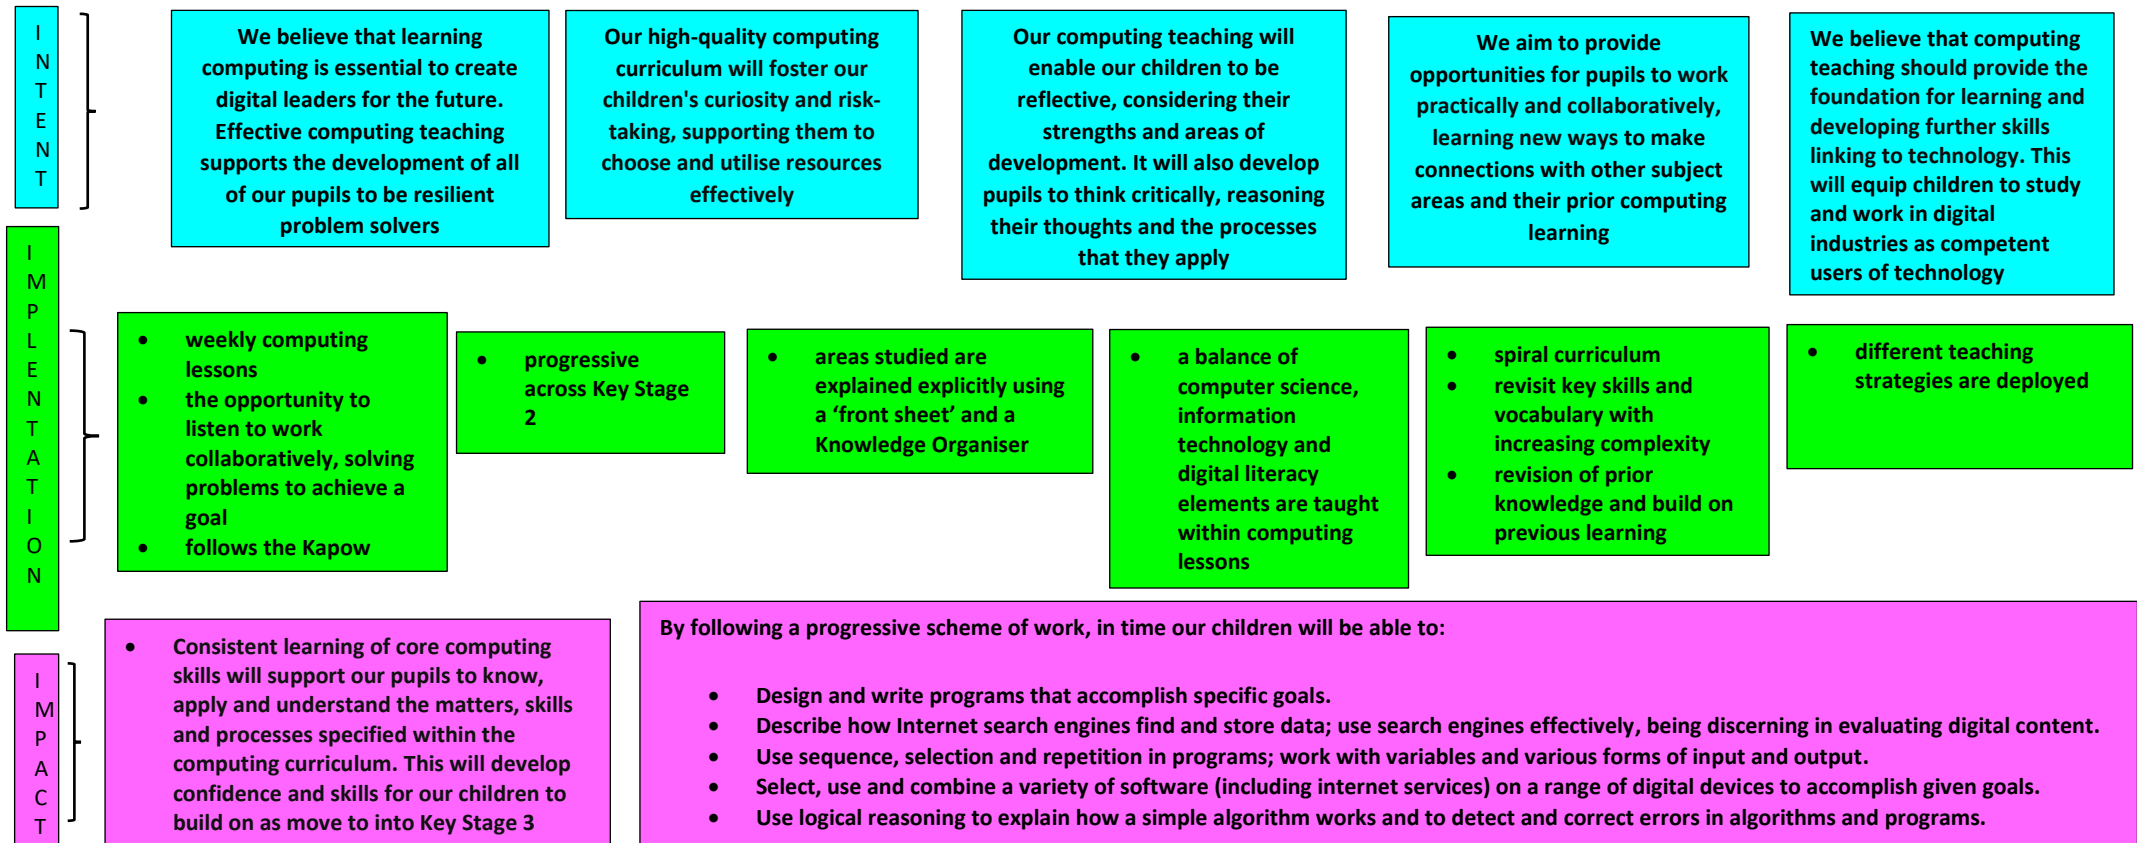 I
N
T
E
N
T
We believe that learning
computing is essential to create
digital leaders for the future.
Effective computing teaching
supports the development of all
of our pupils to be resilient
problem solvers
Our high-quality computing
curriculum will foster our
children's curiosity and risk-
taking, supporting them to
choose and utilise resources
effectively
Our computing teaching will
enable our children to be
reflective, considering their
strengths and areas of
development. It will also develop
pupils to think critically, reasoning
their thoughts and the processes
that they apply
We aim to provide
opportunities for pupils to work
practically and collaboratively,
learning new ways to make
connections with other subject
areas and their prior computing
learning
We believe that computing
teaching should provide the
foundation for learning and
developing further skills
linking to technology. This
will equip children to study
and work in digital
industries as competent
users of technology
I
M
P
L
E
N
T
A
T
I
O
N
• weekly computing
lessons
• the opportunity to
listen to work
collaboratively, solving
problems to achieve a
goal
• follows the Kapow
• progressive
across Key Stage
2
• areas studied are
explained explicitly using
a ‘front sheet’ and a
Knowledge Organiser
• a balance of
computer science,
information
technology and
digital literacy
elements are taught
within computing
lessons
• spiral curriculum
• revisit key skills and
vocabulary with
increasing complexity
• revision of prior
knowledge and build on
previous learning
• different teaching
strategies are deployed
I
M
P
A
C
T
• Consistent learning of core computing
skills will support our pupils to know,
apply and understand the matters, skills
and processes specified within the
computing curriculum. This will develop
confidence and skills for our children to
build on as move to into Key Stage 3
By following a progressive scheme of work, in time our children will be able to:
• Design and write programs that accomplish specific goals.
• Describe how Internet search engines find and store data; use search engines effectively, being discerning in evaluating digital content.
• Use sequence, selection and repetition in programs; work with variables and various forms of input and output.
• Select, use and combine a variety of software (including internet services) on a range of digital devices to accomplish given goals.
• Use logical reasoning to explain how a simple algorithm works and to detect and correct errors in algorithms and programs.